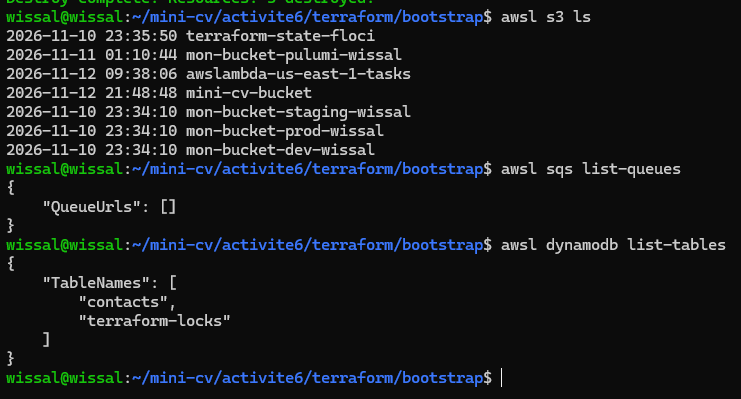 Destroy complete! Resources: 3 destroyed.
wissal@wissal:~/mini-cv/activite6/terraform/bootstrap$ awsl s3 ls
2026-11-10 23:35:50 terraform-state-floci
2026-11-11 01:10:44 mon-bucket-pulumi-wissal
2026-11-12 09:38:06 awslambda-us-east-1-tasks
2026-11-12 21:48:48 mini-cv-bucket
2026-11-10 23:34:10 mon-bucket-staging-wissal
2026-11-10 23:34:10 mon-bucket-prod-wissal
2026-11-10 23:34:10 mon-bucket-dev-wissal
wissal@wissal:~/mini-cv/activite6/terraform/bootstrap$ awsl sqs list-queues
{
    "QueueUrls": []
}
wissal@wissal:~/mini-cv/activite6/terraform/bootstrap$ awsl dynamodb list-tables
{
    "TableNames": [
        "contacts",
        "terraform-locks"
    ]
}
wissal@wissal:~/mini-cv/activite6/terraform/bootstrap$